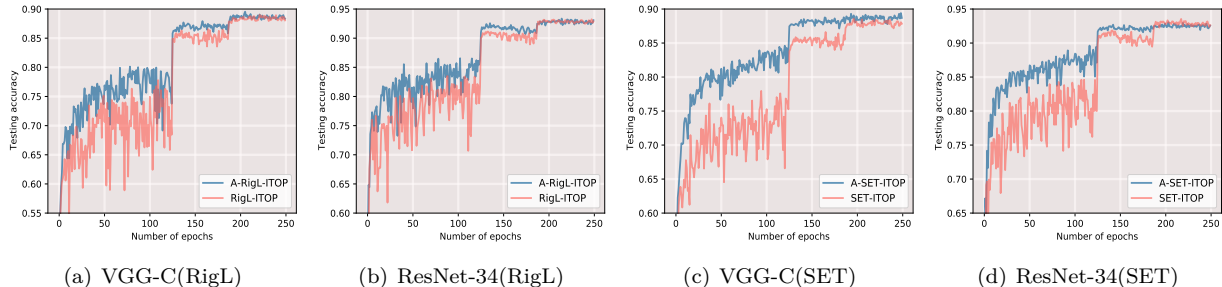 Testing accuracy
0.90
0.85
0.80
0.75
0.70
0.65
0.60
0.55
0 50 100 150 200 250
Number of epochs
A-RigL-ITOP
RigL-ITOP
(a) VGG-C(RigL)
Testing accuracy
0.95
0.90
0.85
0.80
0.75
0.70
0.65
0.60
0 50 100 150 200 250
Number of epochs
A-RigL-ITOP
RigL-ITOP
(b) ResNet-34(RigL)
Testing accuracy
0.90
0.85
0.80
0.75
0.70
0.65
0.60
0 50 100 150 200 250
Number of epochs
A-SET-ITOP
SET-ITOP
(c) VGG-C(SET)
Testing accuracy
0.95
0.90
0.85
0.80
0.75
0.70
0.65
0 50 100 150 200 250
Number of epochs
A-SET-ITOP
SET-ITOP
(d) ResNet-34(SET)